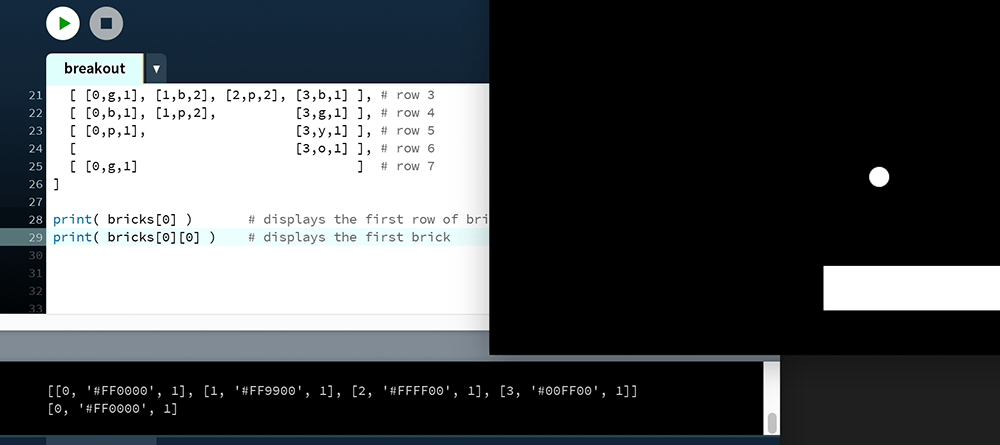 breakout
21 [ [0,g,1], [1,b,2], [2,p,2], [3,b,1] ], # row 3
22 [ [0,b,1], [1,p,2], [3,g,1] ], # row 4
23 [ [0,p,1], [3,y,1] ], # row 5
24 [ [3,o,1] ], # row 6
25 [ [0,g,1] ] # row 7
26 ]
27
28 print( bricks[0] ) # displays the first row of bri
29 print( bricks[0][0] ) # displays the first brick
30
31
32
33
[[0, '#FF0000', 1], [1, '#FF9900', 1], [2, '#FFFF00', 1], [3, '#00FF00', 1]]
[0, '#FF0000', 1]